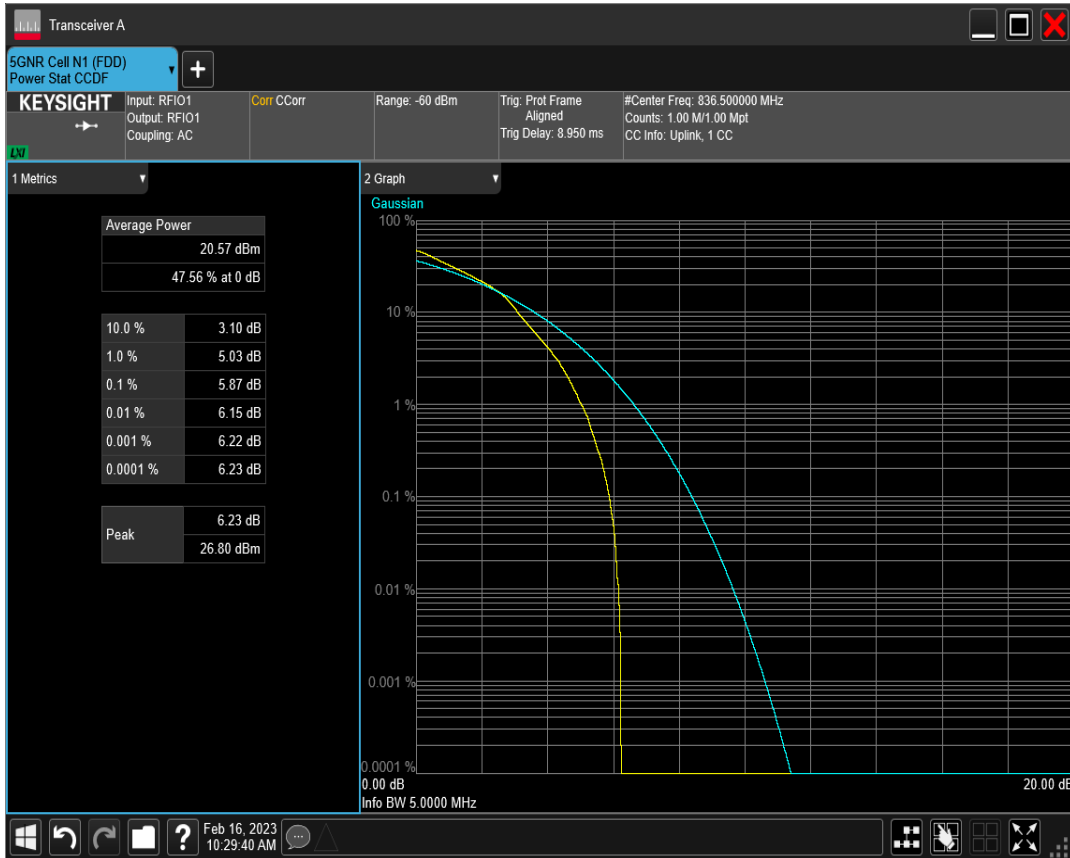 Transceiver A
5GNR Cell N1 (FDD)
Power Stat CCDF
+
KEYSIGHT
LXI
Input: RFIO1
Output: RFIO1
Coupling: AC
Corr CCorr
Range: -60 dBm
Trig: Prot Frame
Aligned
Trig Delay: 8.950 ms
#Center Freq: 836.500000 MHz
Counts: 1.00 M/1.00 Mpt
CC Info: Uplink, 1 CC
1 Metrics
Average Power
20.57 dBm
47.56 % at 0 dB
10.0 % 3.10 dB
1.0 % 5.03 dB
0.1 % 5.87 dB
0.01 % 6.15 dB
0.001 % 6.22 dB
0.0001 % 6.23 dB
Peak
6.23 dB
26.80 dBm
2 Graph
Gaussian
100 %
10 %
1 %
0.1 %
0.01 %
0.001 %
0.0001 %
0.00 dB 20.00 dB
Info BW 5.0000 MHz
?
Feb 16, 2023
10:29:40 AM